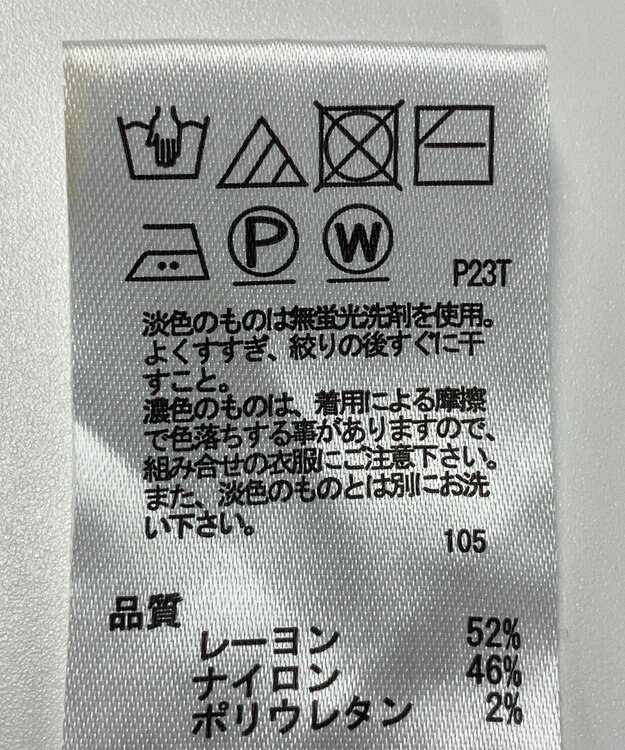 P W P23T
淡色のものは無蛍光洗剤を使用。
よくすすぎ、絞りの後すぐに干
すこと。
濃色のものは、着用による摩擦
で色落ちする事がありますので、
組み合せの衣服にご注意下さい。
また、淡色のものとは別にお洗
い下さい。
105
品質
レーヨン 52%
ナイロン 46%
ポリウレタン 2%